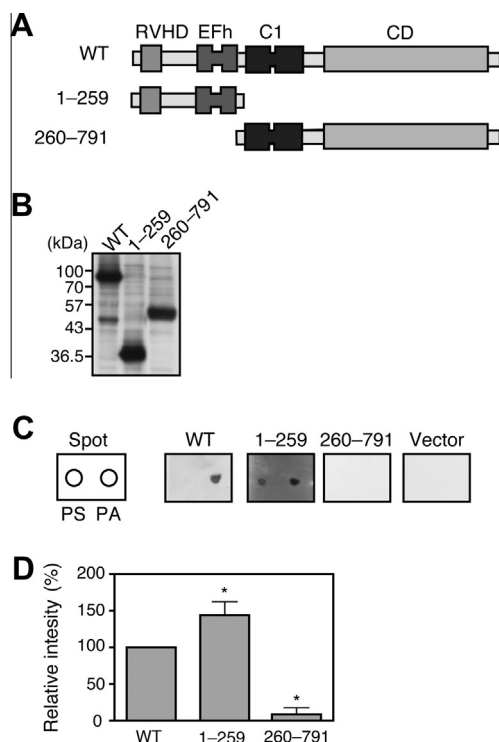 A
RVHD EFh C1 CD
WT
1–259
260–791
B
(kDa) WT 1–259 260–791
100
70
57
43
36.5
C
Spot WT 1–259 260–791 Vector
PS PA
D
Relative intesity (%)
200
150
100
50
0
* *
WT 1–259 260–791